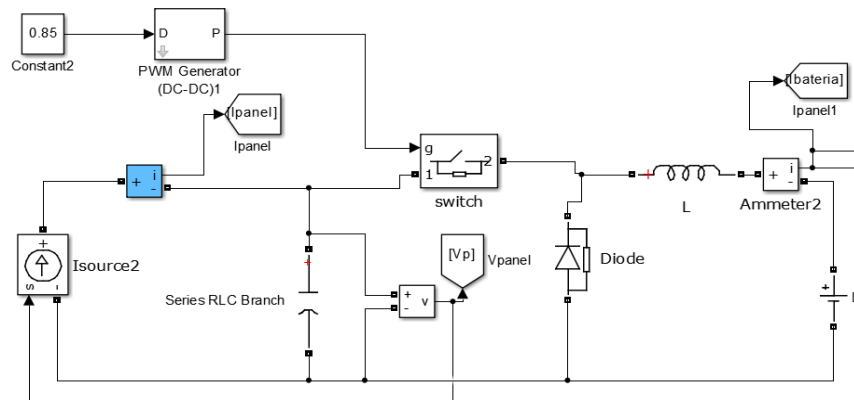 0.85
Constant2
D
P
PWM Generator
(DC-DC)1
[Ipanel]
Ipanel
+
i
-
g
1
2
switch
L
+
i
-
Ammeter2
[Ibateria]
Ipanel1
+
s
-
Isource2
Series RLC Branch
+
-
v
[Vp]
Vpanel
Diode
+